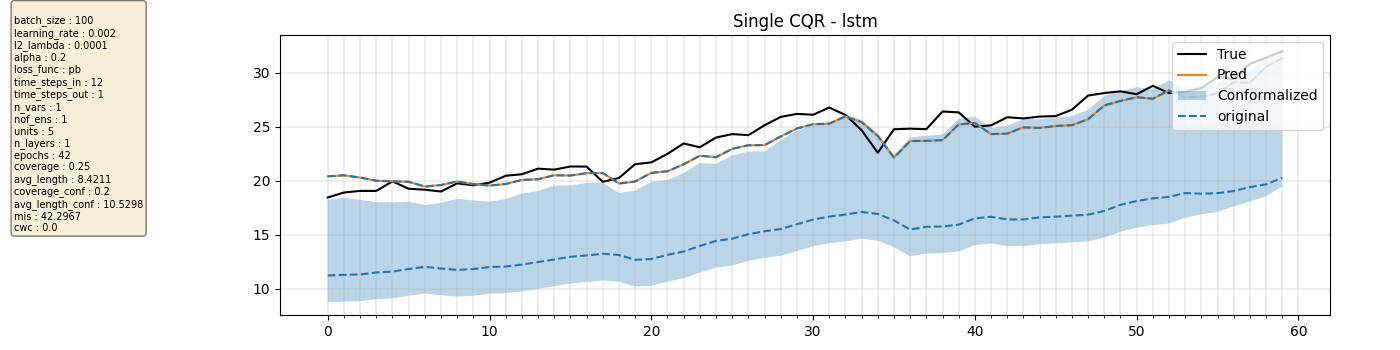 batch_size : 100
learning_rate : 0.002
l2_lambda : 0.0001
alpha : 0.2
loss_func : pb
time_steps_in : 12
time_steps_out : 1
n_vars : 1
nof_ens : 1
units : 5
n_layers : 1
epochs : 42
coverage : 0.25
avg_length : 8.4211
coverage_conf : 0.2
avg_length_conf : 10.5298
mis : 42.2967
cwc : 0.0
Single CQR - lstm
True
Pred
Conformalized
original
30
25
20
15
10
0 10 20 30 40 50 60